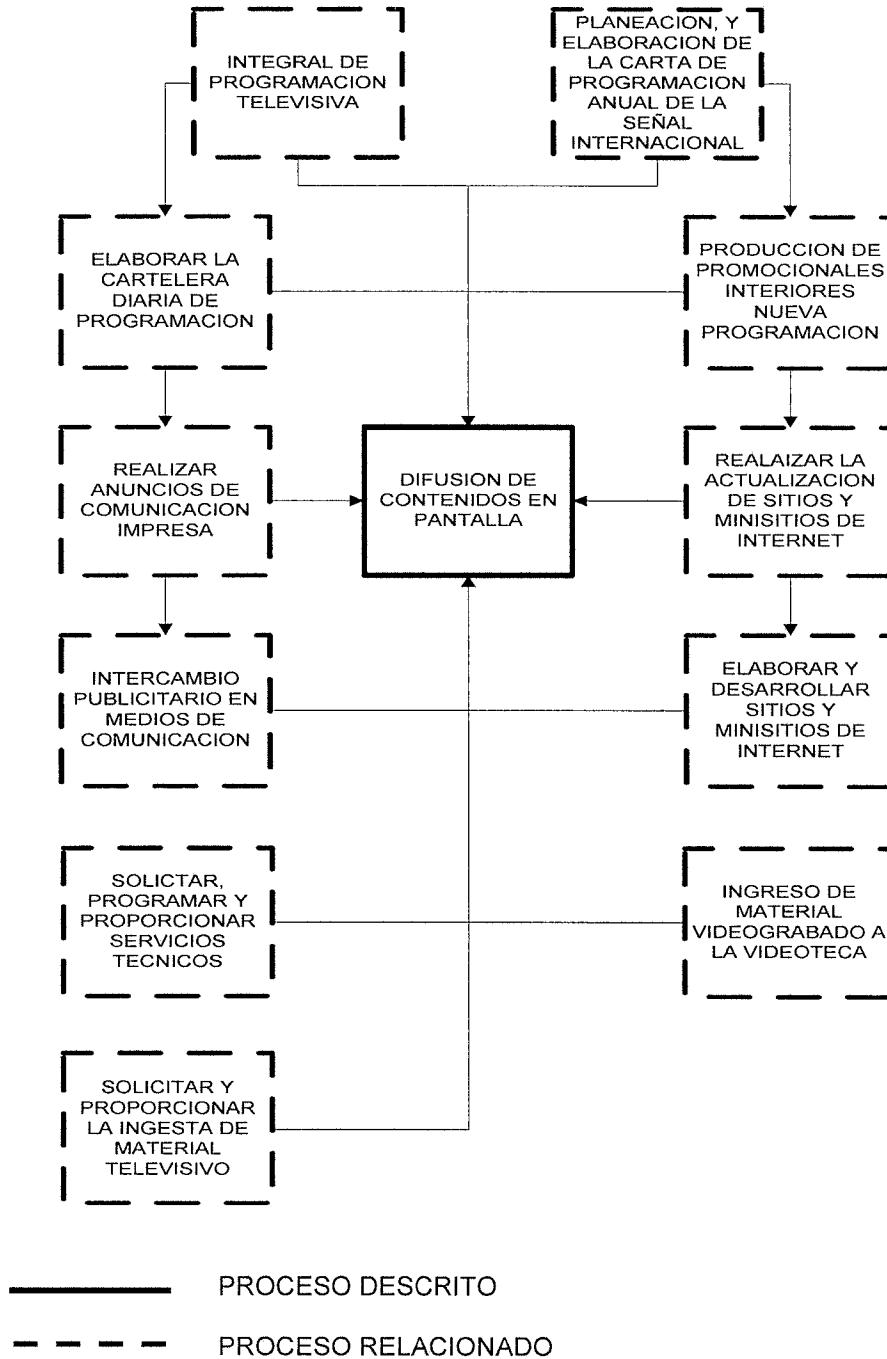 INTEGRAL DE
PROGRAMACION
TELEVISIVA
PLANEACION, Y
ELABORACION DE
LA CARTA DE
PROGRAMACION
ANUAL DE LA
SEÑAL
INTERNACIONAL
ELABORAR LA
CARTELERA
DIARIA DE
PROGRAMACION
PRODUCCION DE
PROMOCIONALES
INTERIORES
NUEVA
PROGRAMACION
REALIZAR
ANUNCIOS DE
COMUNICACION
IMPRESA
DIFUSION DE
CONTENIDOS EN
PANTALLA
REALAIZAR LA
ACTUALIZACION
DE SITIOS Y
MINISITIOS DE
INTERNET
INTERCAMBIO
PUBLICITARIO EN
MEDIOS DE
COMUNICACION
ELABORAR Y
DESARROLLAR
SITIOS Y
MINISITIOS DE
INTERNET
SOLICTAR,
PROGRAMAR Y
PROPORCIONAR
SERVICIOS
TECNICOS
INGRESO DE
MATERIAL
VIDEOGRABADO A
LA VIDEOTECA
SOLICITAR Y
PROPORCIONAR
LA INGESTA DE
MATERIAL
TELEVISIVO
PROCESO DESCRITO
PROCESO RELACIONADO